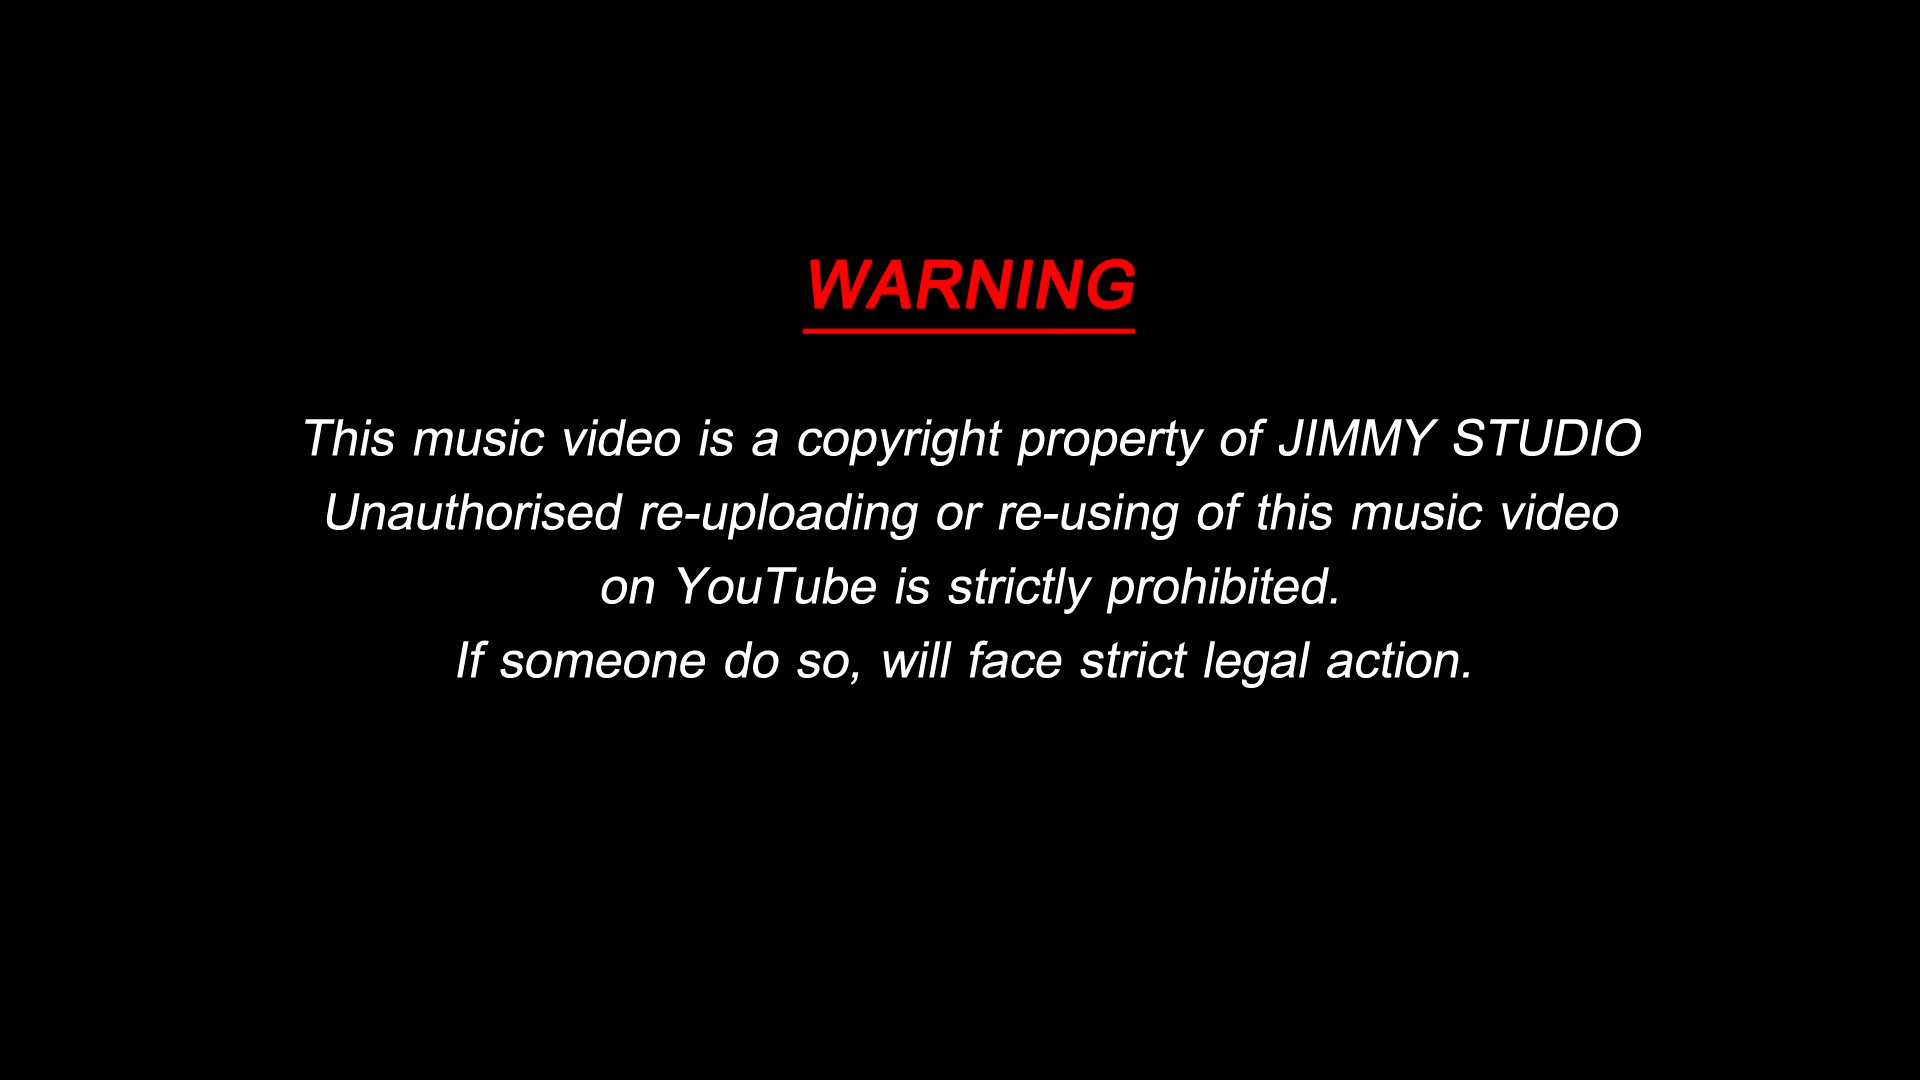 WARNING
This music video is a copyright property of JIMMY STUDIO
Unauthorised re-uploading or re-using of this music video
on YouTube is strictly prohibited.
If someone do so, will face strict legal action.